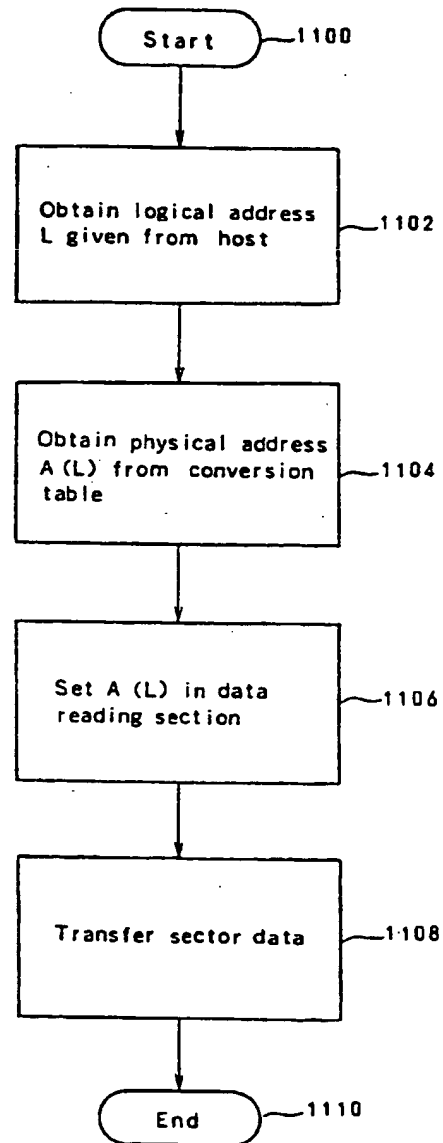 Start
1100
Obtain logical address
L given from host
1102
Obtain physical address
A (L) from conversion
table
1104
Set A (L) in data
reading section
1106
Transfer sector data
1108
End
1110